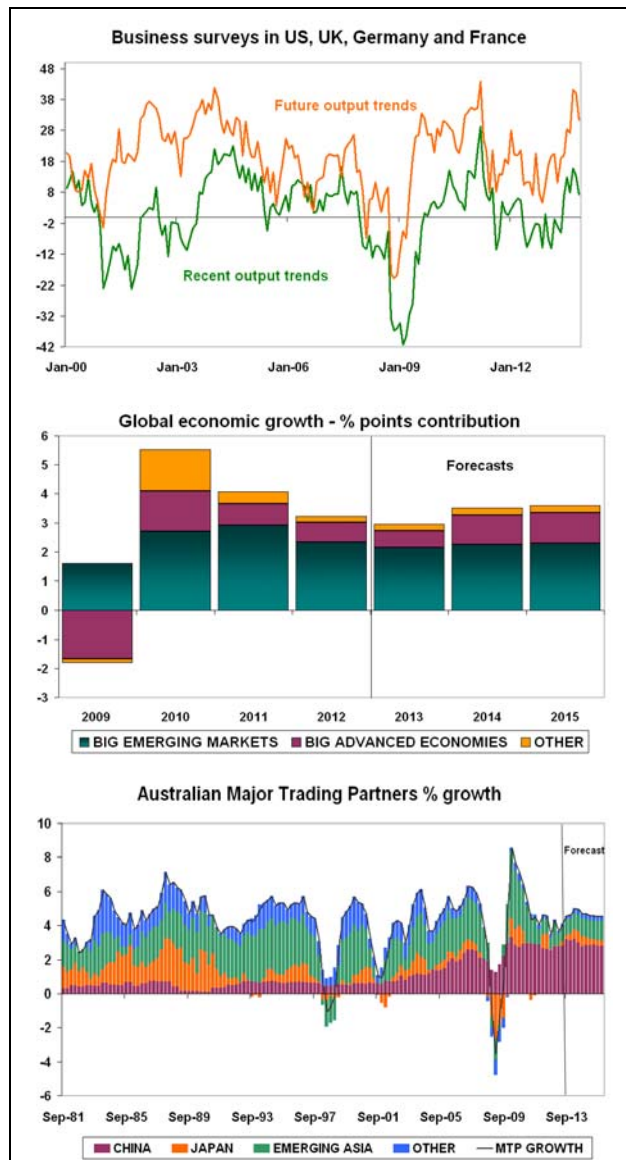 Business surveys in US, UK, Germany and France
48
38
28
18
8
-2
-12
-22
-32
-42
Future output trends
Recent output trends
Jan-00 Jan-03 Jan-06 Jan-09 Jan-12
Global economic growth - % points contribution
6
5
4
3
2
1
0
-1
-2
-3
Forecasts
2009 2010 2011 2012 2013 2014 2015
BIG EMERGING MARKETS BIG ADVANCED ECONOMIES OTHER
Australian Major Trading Partners % growth
10
8
6
4
2
0
-2
-4
-6
Forecast
Sep-81 Sep-85 Sep-89 Sep-93 Sep-97 Sep-01 Sep-05 Sep-09 Sep-13
CHINA JAPAN EMERGING ASIA OTHER MTP GROWTH